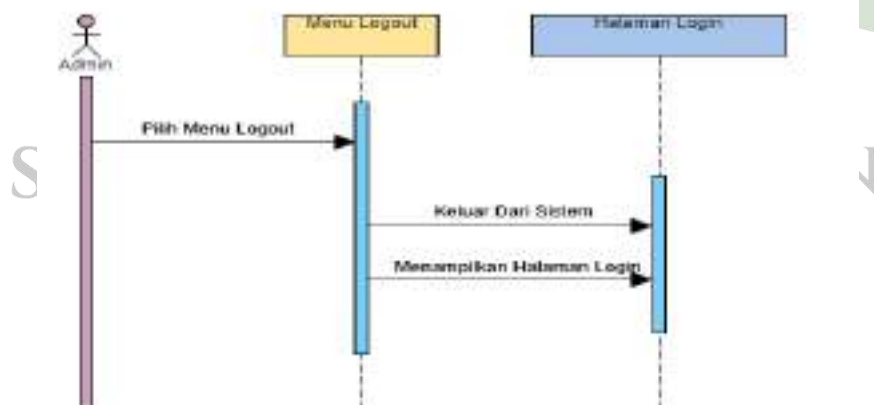 Menu Logout
Halaman Login
Admin
Pilih Menu Logout
Keluar Dari Sistem
Menampilkan Halaman Login